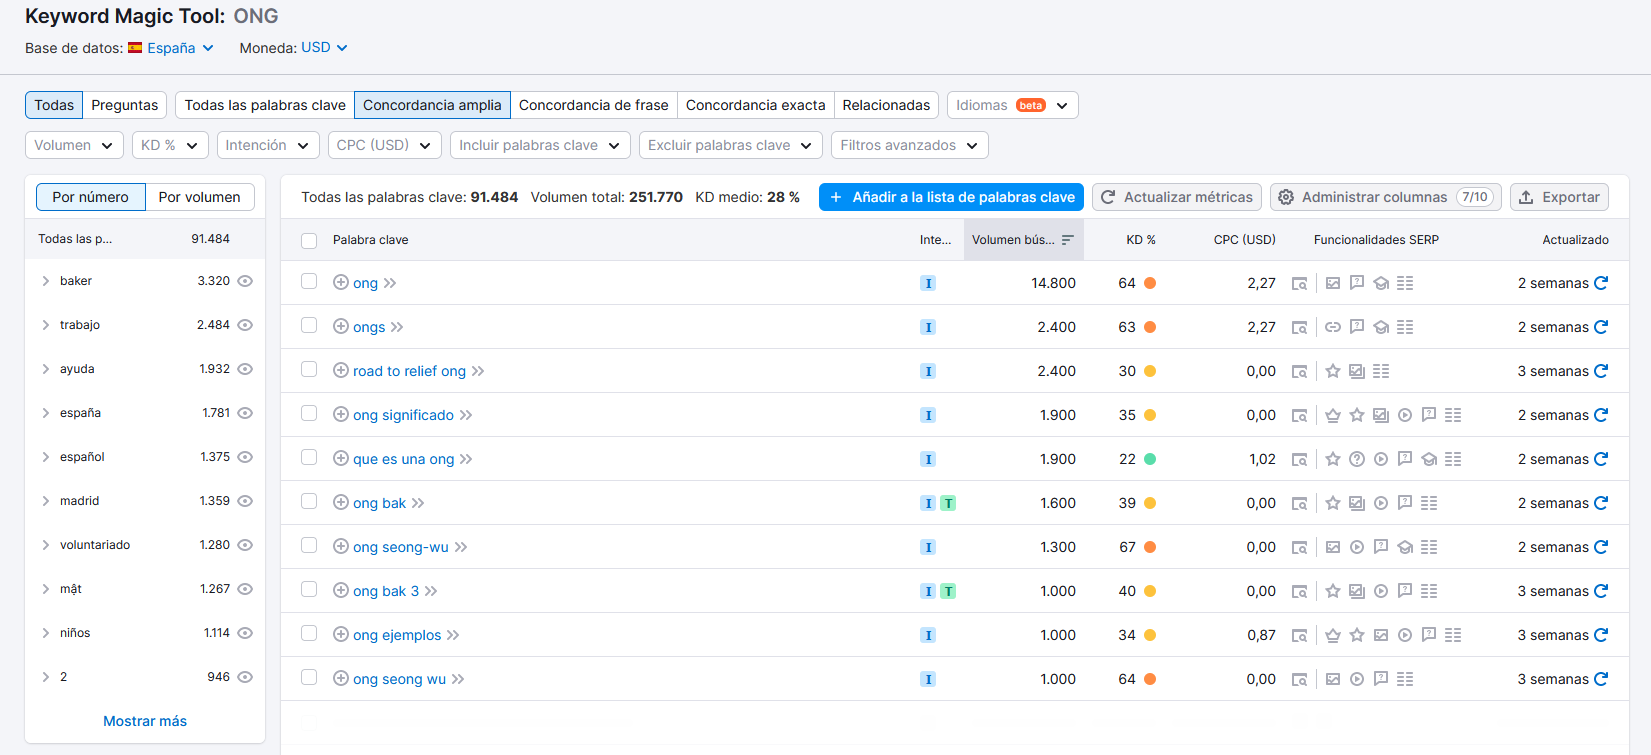 Keyword Magic Tool: ONG
Base de datos: España Moneda: USD
Todas Preguntas Todas las palabras clave Concordancia amplia Concordancia de frase Concordancia exacta Relacionadas Idiomas beta
Volumen KD % Intención CPC (USD) Incluir palabras clave Excluir palabras clave Filtros avanzados
Por número Por volumen
Todas las p... 91.484
baker 3.320
trabajo 2.484
ayuda 1.932
españa 1.781
español 1.375
madrid 1.359
voluntariado 1.280
mật 1.267
niños 1.114
2 946
Mostrar más
Todas las palabras clave: 91.484 Volumen total: 251.770 KD medio: 28 % + Añadir a la lista de palabras clave Actualizar métricas Administrar columnas 7/10 Exportar
Palabra clave Inte... Volumen bús... KD % CPC (USD) Funcionalidades SERP Actualizado
ong I 14.800 64 2,27 2 semanas
ongs I 2.400 63 2,27 2 semanas
road to relief ong I 2.400 30 0,00 3 semanas
ong significado I 1.900 35 0,00 2 semanas
que es una ong I 1.900 22 1,02 2 semanas
ong bak I T 1.600 39 0,00 2 semanas
ong seong-wu I 1.300 67 0,00 2 semanas
ong bak 3 I T 1.000 40 0,00 3 semanas
ong ejemplos I 1.000 34 0,87 3 semanas
ong seong wu I 1.000 64 0,00 3 semanas